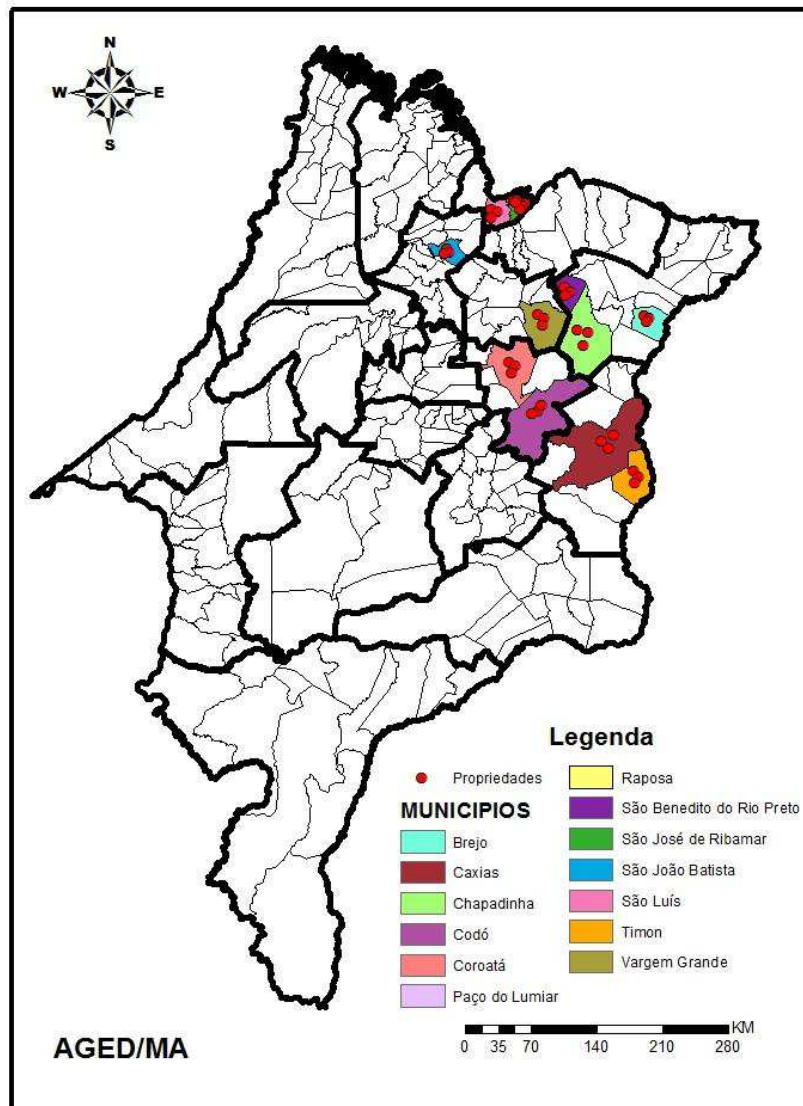 N
W E
S
Legenda
Propriedades
MUNICIPIOS
Brejo
Caxias
Chapadinha
Codó
Coroatá
Paço do Lumiar
Raposa
São Benedito do Rio Preto
São José de Ribamar
São João Batista
São Luís
Timon
Vargem Grande
AGED/MA
KM
0 35 70 140 210 280